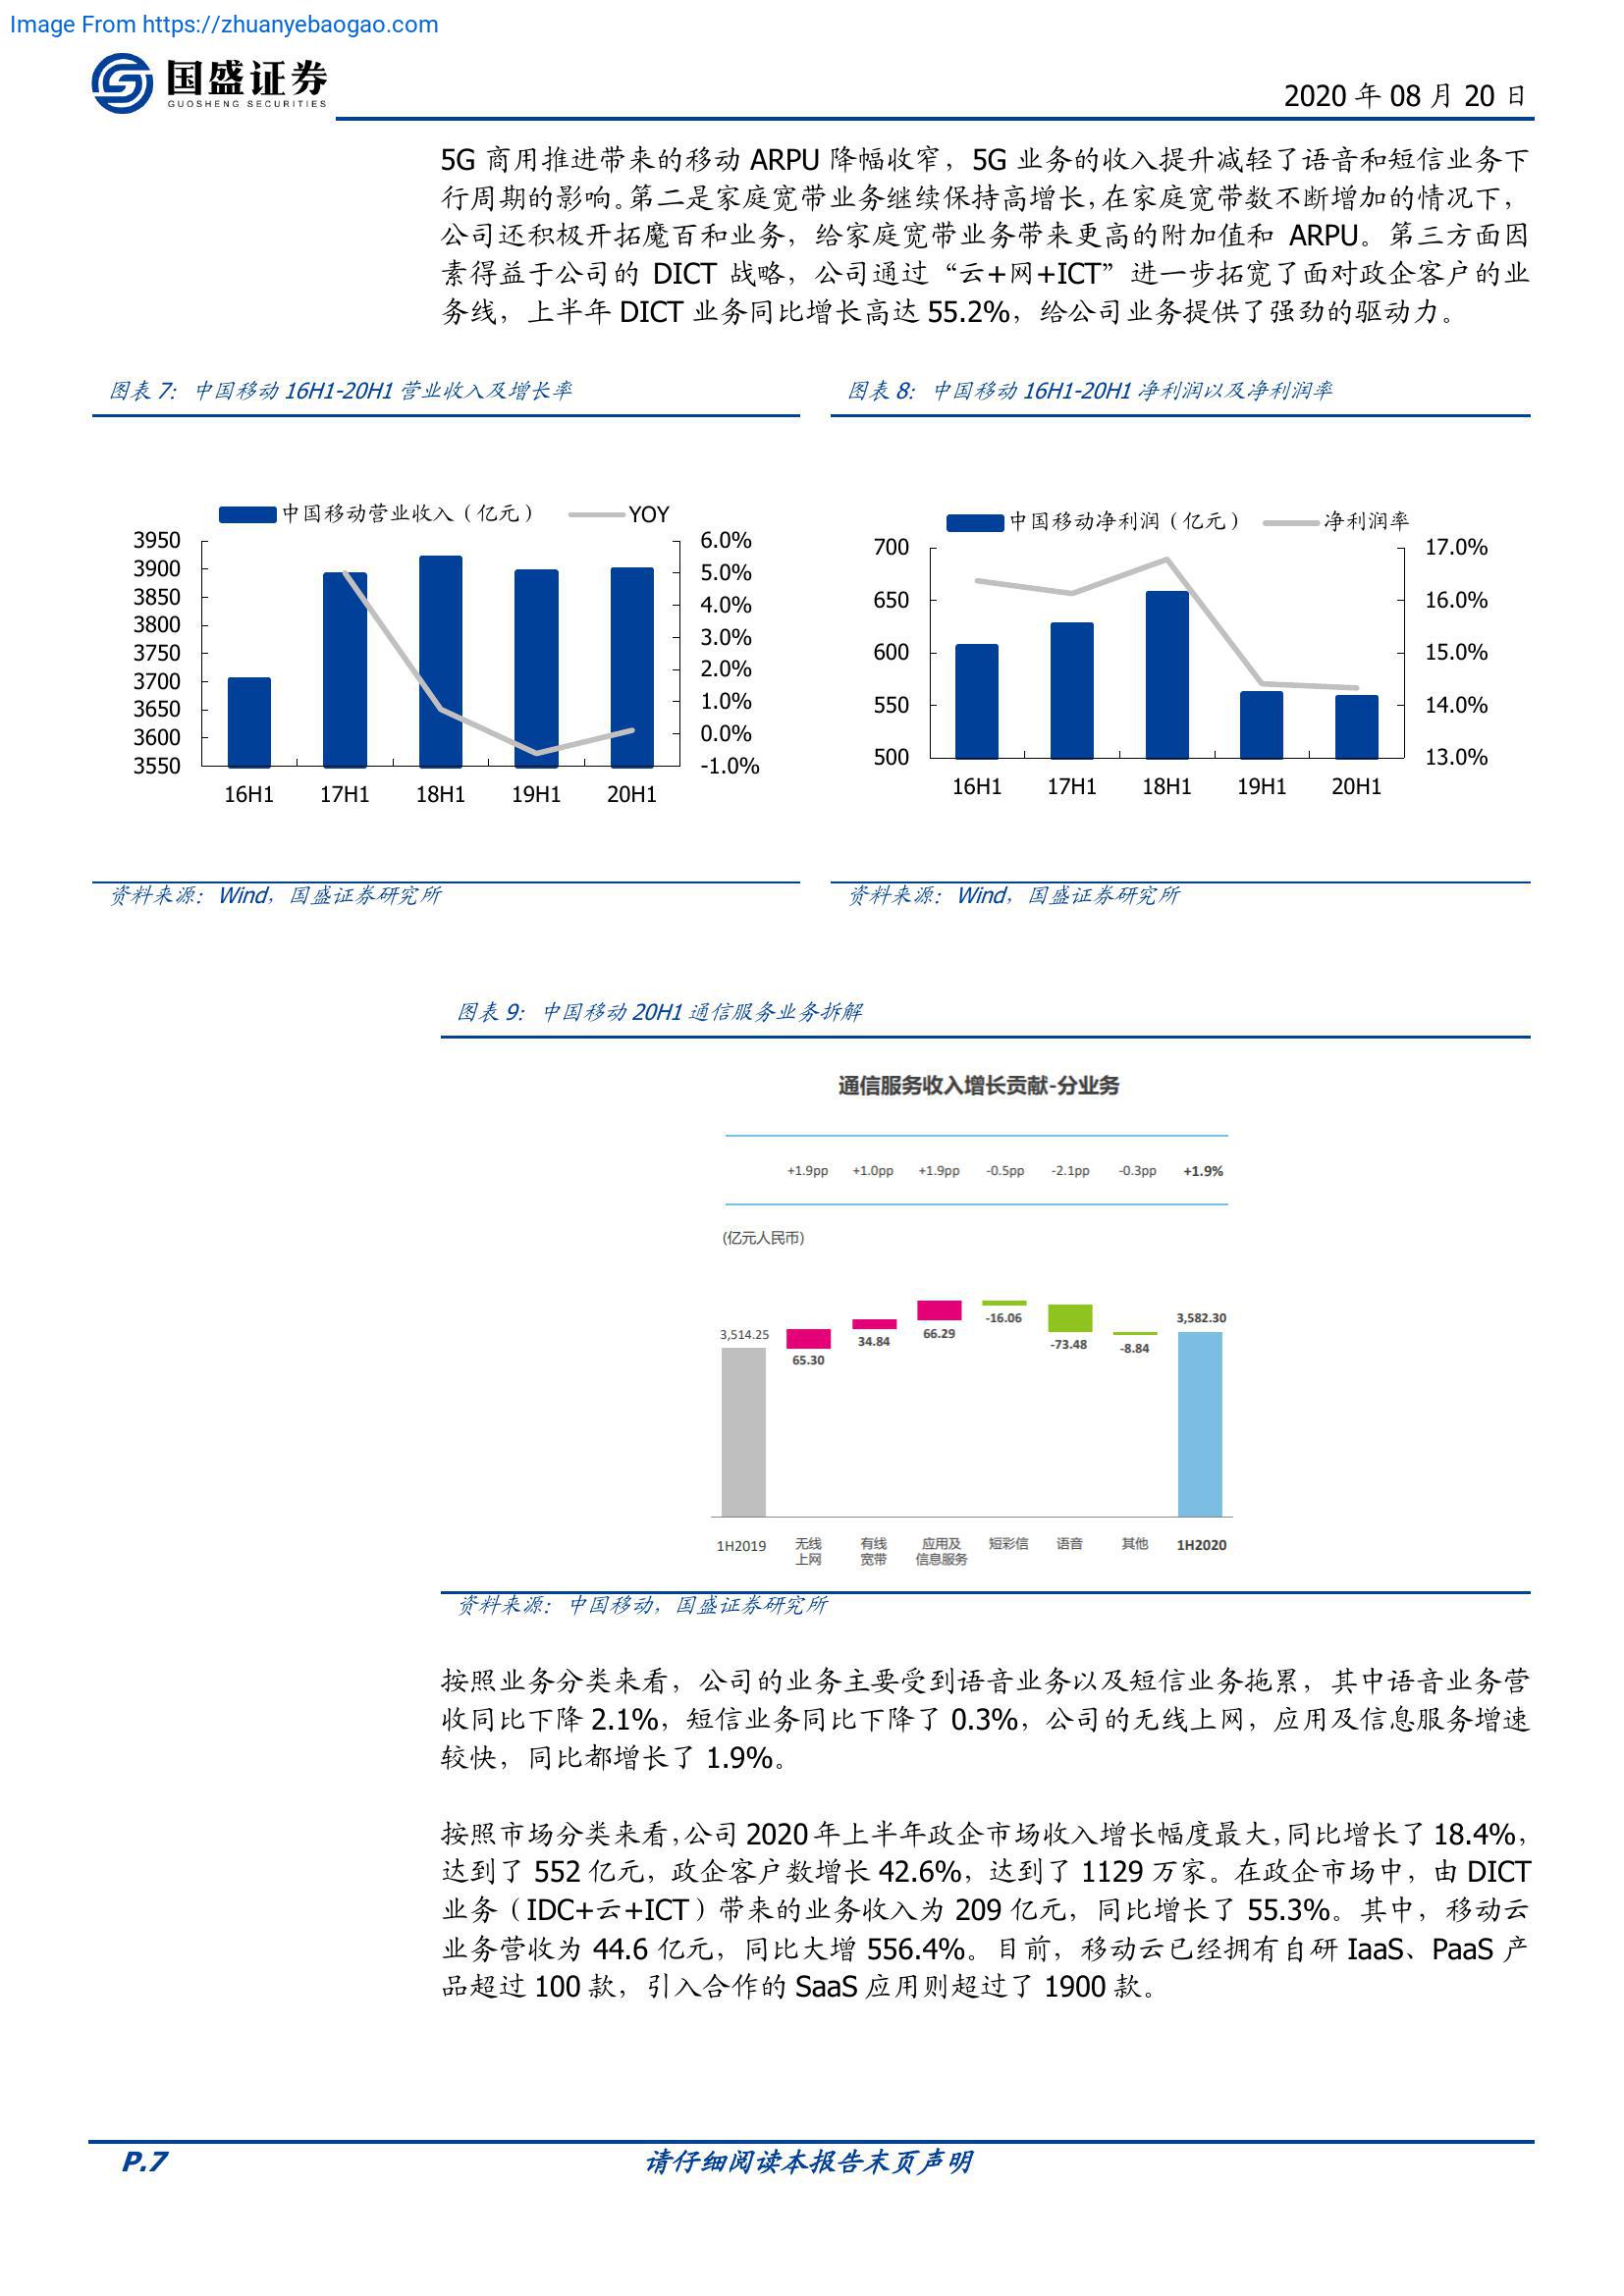 Image From https://zhuanyebaogao.com
国盛证券
GUOSHENG SECURITIES
2020 年 08 月 20 日
5G 商用推进带来的移动 ARPU 降幅收窄，5G 业务的收入提升减轻了语音和短信业务下
行周期的影响。第二是家庭宽带业务继续保持高增长，在家庭宽带数不断增加的情况下，
公司还积极开拓魔百和业务，给家庭宽带业务带来更高的附加值和 ARPU。第三方面因
素得益于公司的 DICT 战略，公司通过“云+网+ICT”进一步拓宽了面对政企客户的业
务线，上半年 DICT 业务同比增长高达 55.2%，给公司业务提供了强劲的驱动力。
图表 7：中国移动 16H1-20H1 营业收入及增长率
中国移动营业收入（亿元） YOY
3950
3900
3850
3800
3750
3700
3650
3600
3550
6.0%
5.0%
4.0%
3.0%
2.0%
1.0%
0.0%
-1.0%
16H1 17H1 18H1 19H1 20H1
资料来源：Wind，国盛证券研究所
图表 8：中国移动 16H1-20H1 净利润以及净利润率
中国移动净利润（亿元） 净利润率
700
650
600
550
500
17.0%
16.0%
15.0%
14.0%
13.0%
16H1 17H1 18H1 19H1 20H1
资料来源：Wind，国盛证券研究所
图表 9：中国移动 20H1 通信服务业务拆解
通信服务收入增长贡献-分业务
+1.9pp +1.0pp +1.9pp -0.5pp -2.1pp -0.3pp +1.9%
(亿元人民币)
3,514.25 65.30 34.84 66.29 -16.06 -73.48 -8.84 3,582.30
1H2019 无线 有线 应用及 短彩信 语音 其他 1H2020
上网 宽带 信息服务
资料来源：中国移动，国盛证券研究所
按照业务分类来看，公司的业务主要受到语音业务以及短信业务拖累，其中语音业务营
收同比下降 2.1%，短信业务同比下降了 0.3%，公司的无线上网，应用及信息服务增速
较快，同比都增长了 1.9%。
按照市场分类来看，公司 2020 年上半年政企市场收入增长幅度最大，同比增长了 18.4%，
达到了 552 亿元，政企客户数增长 42.6%，达到了 1129 万家。在政企市场中，由 DICT
业务（IDC+云+ICT）带来的业务收入为 209 亿元，同比增长了 55.3%。其中，移动云
业务营收为 44.6 亿元，同比大增 556.4%。目前，移动云已经拥有自研 IaaS、PaaS 产
品超过 100 款，引入合作的 SaaS 应用则超过了 1900 款。
P.7
请仔细阅读本报告末页声明